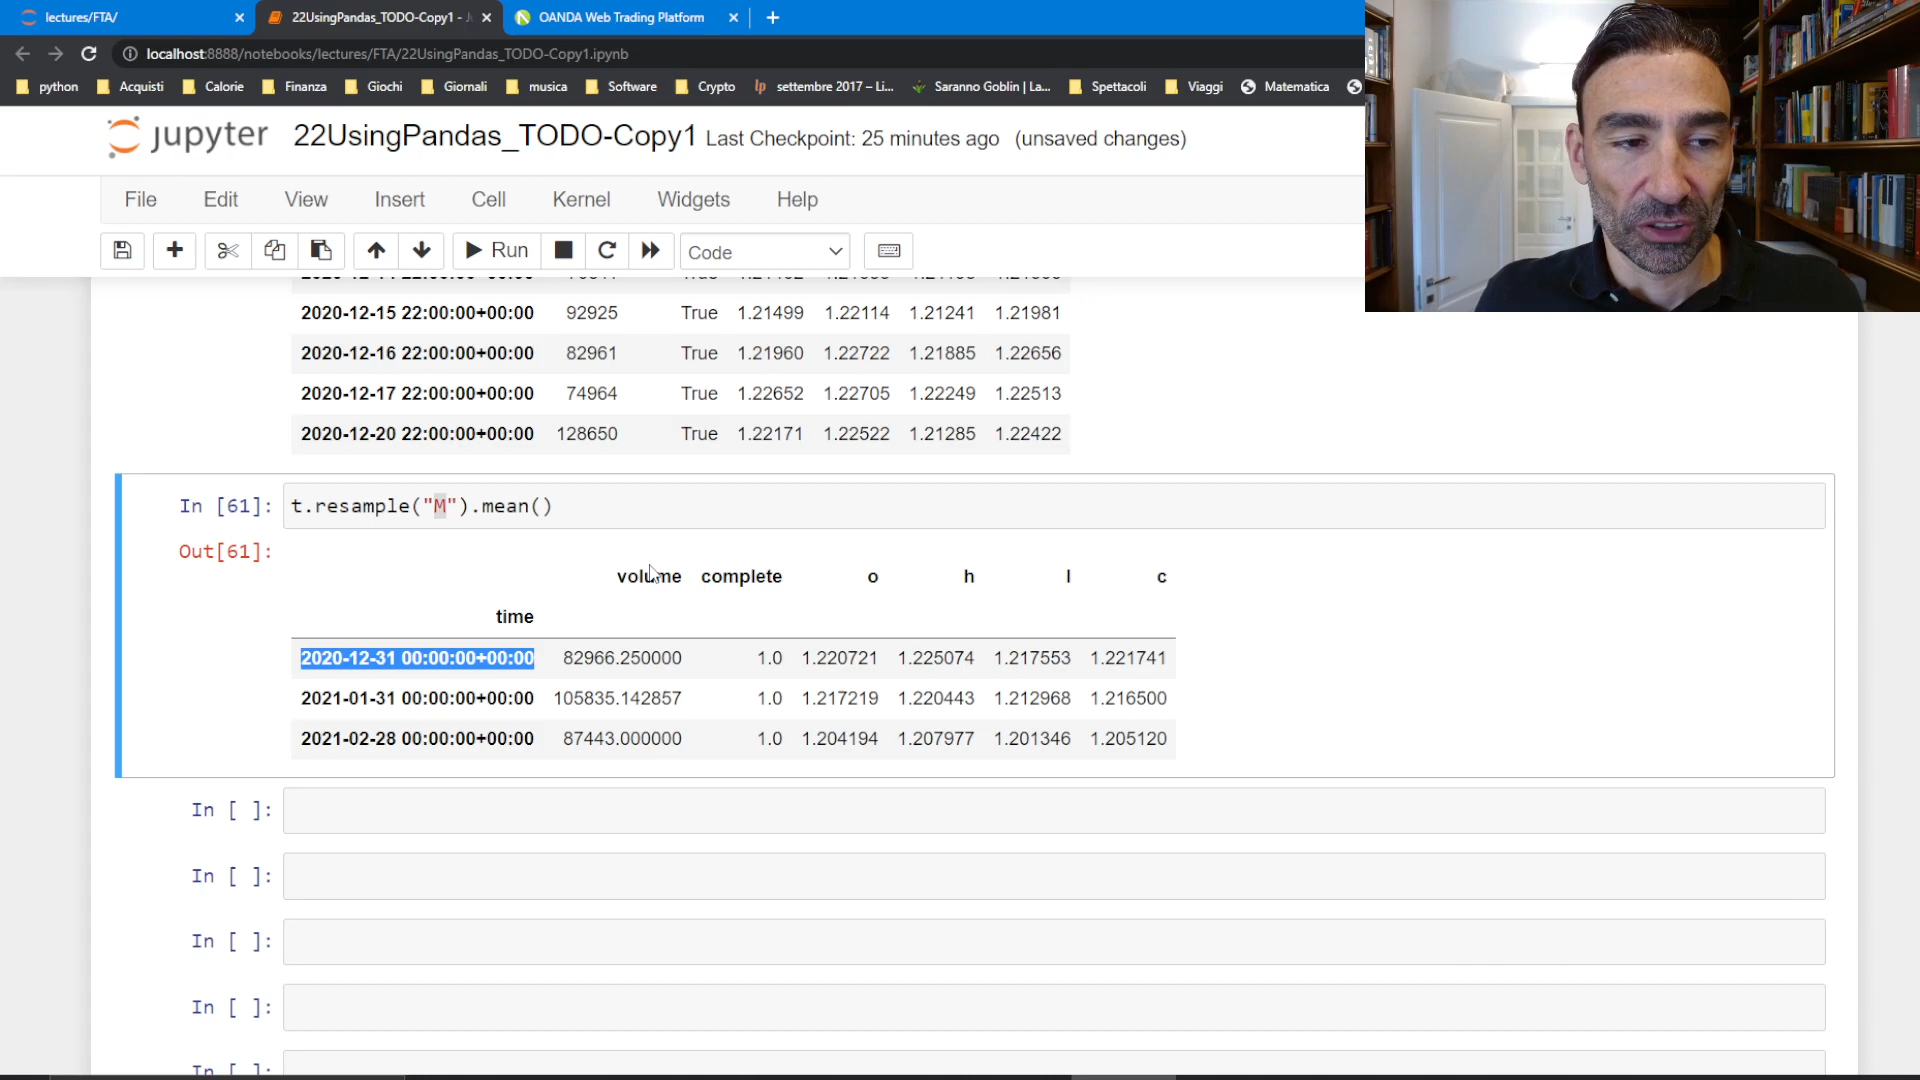 lectures/FTA/
22UsingPandas_TODO-Copy1 - J
OANDA Web Trading Platform
localhost:8888/notebooks/lectures/FTA/22UsingPandas_TODO-Copy1.ipynb
python Acquisti Calorie Finanza Giochi Giornali musica Software Crypto settembre 2017 – Li... Saranno Goblin | La... Spettacoli Viaggi Matematica
jupyter 22UsingPandas_TODO-Copy1 Last Checkpoint: 25 minutes ago (unsaved changes)
File Edit View Insert Cell Kernel Widgets Help
Run Code
2020-12-15 22:00:00+00:00 92925 True 1.21499 1.22114 1.21241 1.21981
2020-12-16 22:00:00+00:00 82961 True 1.21960 1.22722 1.21885 1.22656
2020-12-17 22:00:00+00:00 74964 True 1.22652 1.22705 1.22249 1.22513
2020-12-20 22:00:00+00:00 128650 True 1.22171 1.22522 1.21285 1.22422
In [61]: t.resample("M").mean()
Out[61]:
volume complete o h l c
time
2020-12-31 00:00:00+00:00 82966.250000 1.0 1.220721 1.225074 1.217553 1.221741
2021-01-31 00:00:00+00:00 105835.142857 1.0 1.217219 1.220443 1.212968 1.216500
2021-02-28 00:00:00+00:00 87443.000000 1.0 1.204194 1.207977 1.201346 1.205120
In [ ]:
In [ ]:
In [ ]:
In [ ]:
In [ ]: